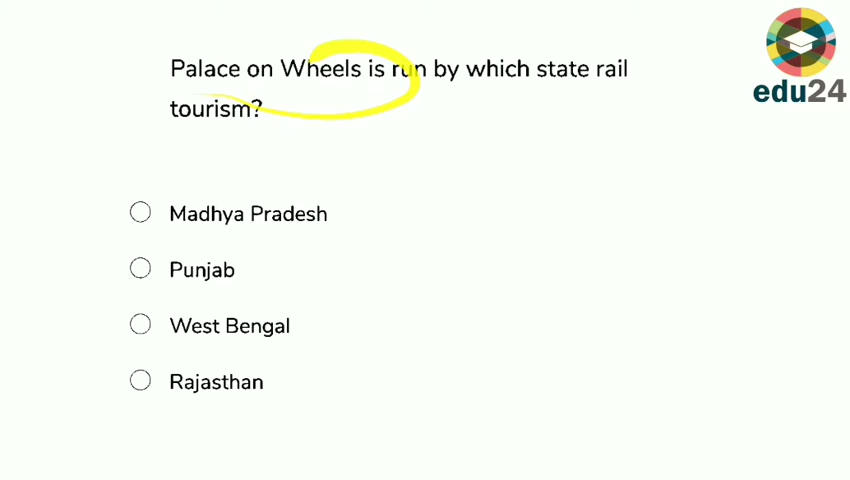 Palace on Wheels is run by which state rail
tourism?
Madhya Pradesh
Punjab
West Bengal
Rajasthan
edu24